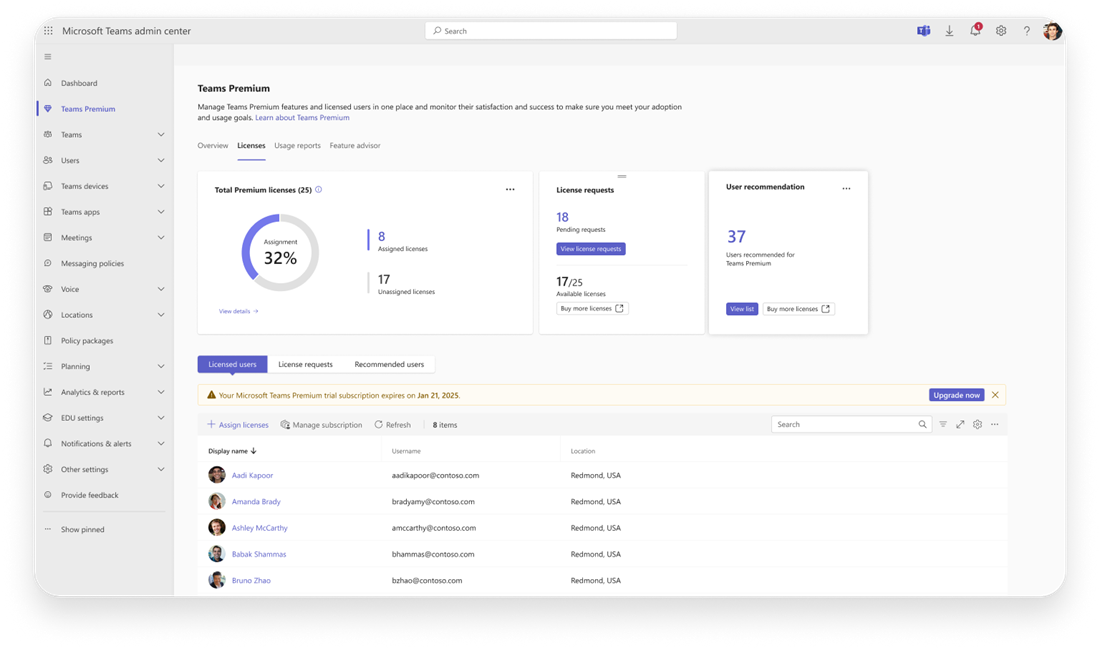 Microsoft Teams admin center
Search
1
Dashboard
Teams Premium
Teams
Users
Teams devices
Teams apps
Meetings
Messaging policies
Voice
Locations
Policy packages
Planning
Analytics & reports
EDU settings
Notifications & alerts
Other settings
Provide feedback
Show pinned
Teams Premium
Manage Teams Premium features and licensed users in one place and monitor their satisfaction and success to make sure you meet your adoption
and usage goals. Learn about Teams Premium
Overview Licenses Usage reports Feature advisor
Total Premium licenses (25)
Assignment
32%
8
Assigned licenses
17
Unassigned licenses
View details →
License requests
18
Pending requests
View license requests
17/25
Available licenses
Buy more licenses
User recommendation
37
Users recommended for
Teams Premium
View list Buy more licenses
Licensed users License requests Recommended users
Your Microsoft Teams Premium trial subscription expires on Jan 21, 2025. Upgrade now
Assign licenses Manage subscription Refresh 8 items Search
Display name ↓ Username Location
Aadi Kapoor aadikapoor@contoso.com Redmond, USA
Amanda Brady bradyamy@contoso.com Redmond, USA
Ashley McCarthy amccarthy@contoso.com Redmond, USA
Babak Shammas bhammas@contoso.com Redmond, USA
Bruno Zhao bzhao@contoso.com Redmond, USA